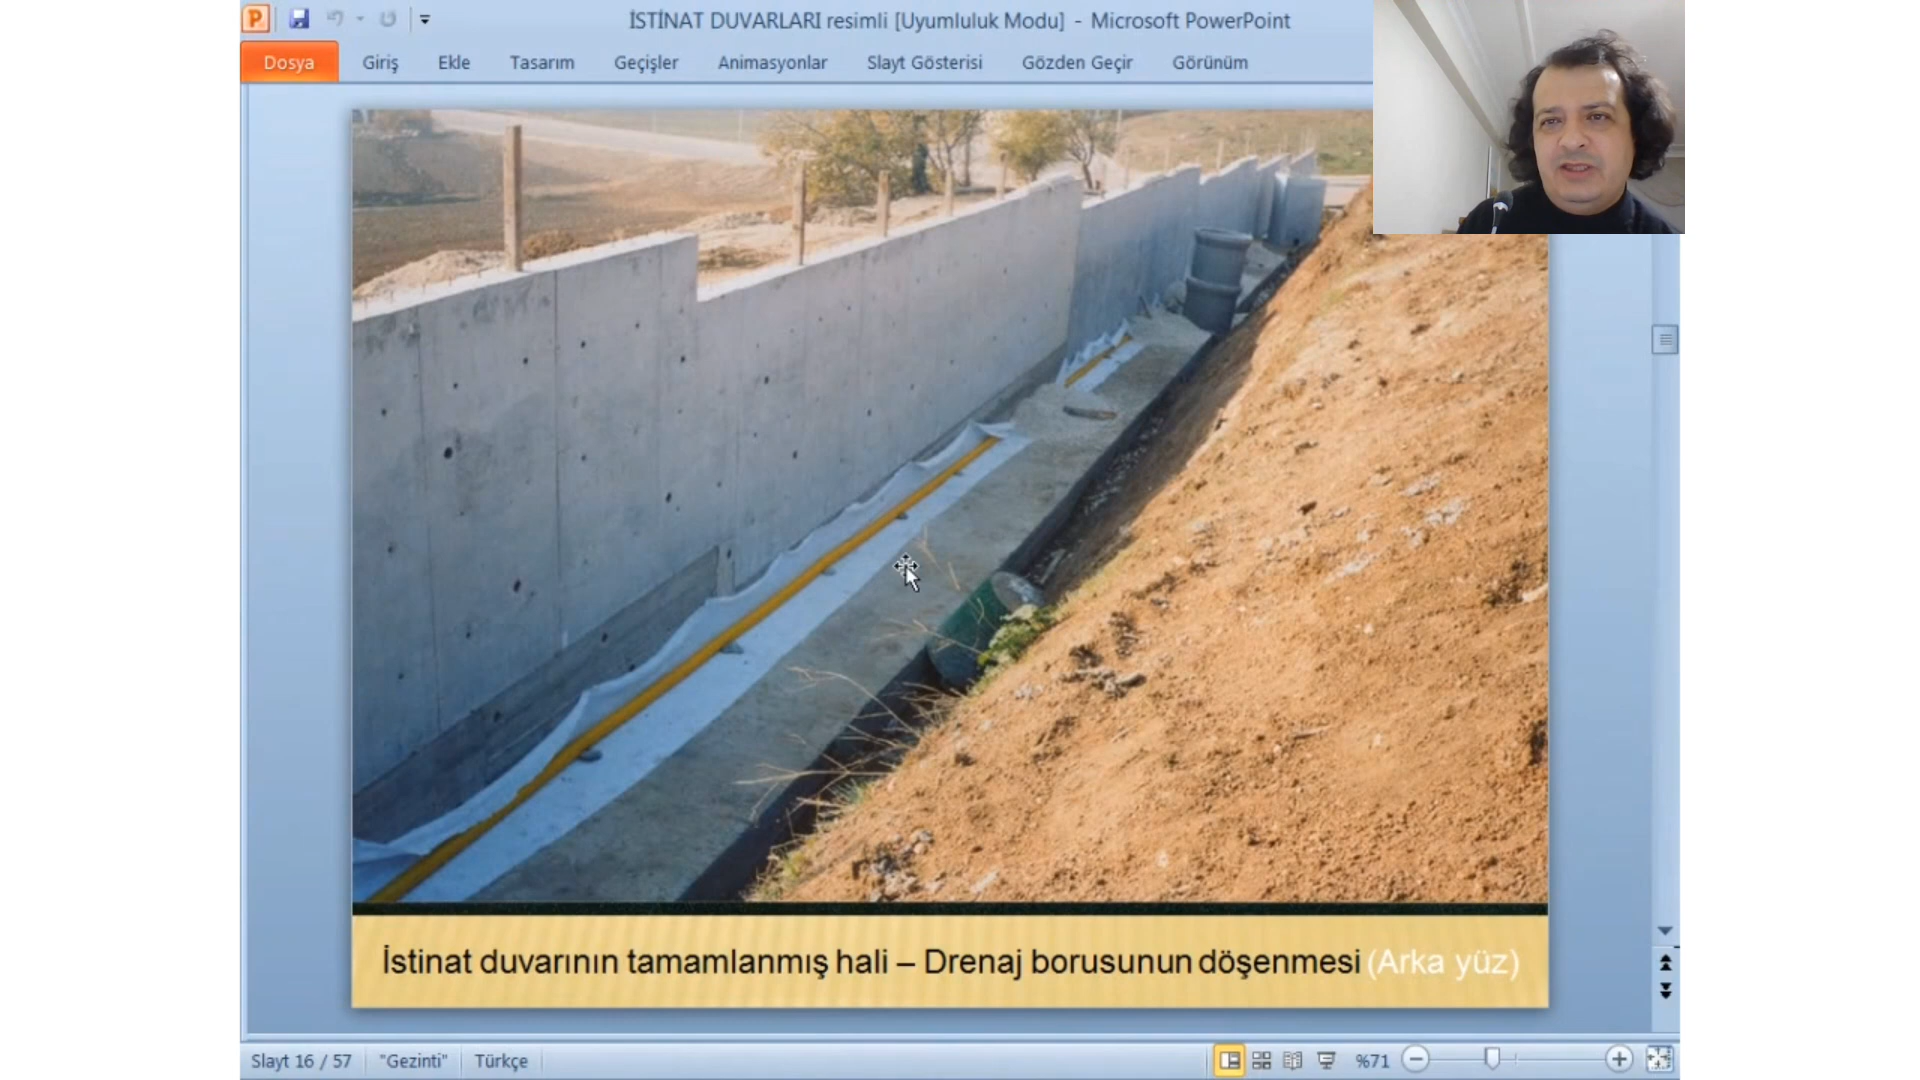 İSTİNAT DUVARLARI resimli [Uyumluluk Modu] - Microsoft PowerPoint
Dosya Giriş Ekle Tasarım Geçişler Animasyonlar Slayt Gösterisi Gözden Geçir Görünüm
İstinat duvarının tamamlanmış hali – Drenaj borusunun döşenmesi (Arka yüz)
Slayt 16 / 57 "Gezinti" Türkçe %71